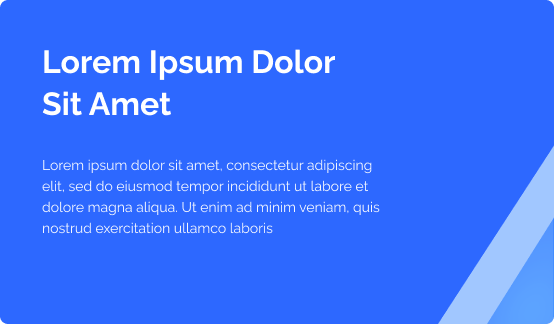 Lorem Ipsum Dolor
Sit Amet
Lorem ipsum dolor sit amet, consectetur adipiscing
elit, sed do eiusmod tempor incididunt ut labore et
dolore magna aliqua. Ut enim ad minim veniam, quis
nostrud exercitation ullamco laboris